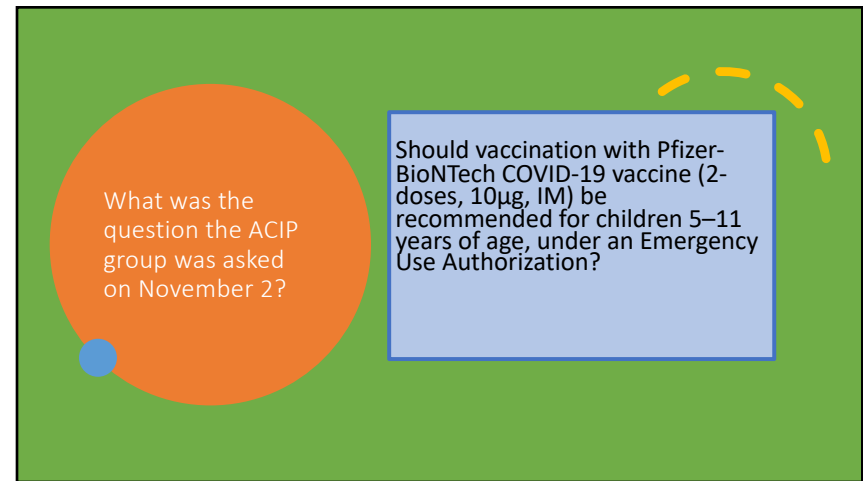 What was the
question the ACIP
group was asked
on November 2?
Should vaccination with Pfizer-
BioNTech COVID-19 vaccine (2-
doses, 10µg, IM) be
recommended for children 5–11
years of age, under an Emergency
Use Authorization?